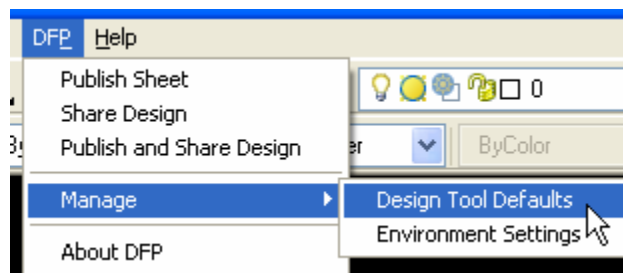 DFP Help
Publish Sheet
0
Share Design
Publish and Share Design
ByColor
Manage
Design Tool Defaults
Environment Settings
About DFP